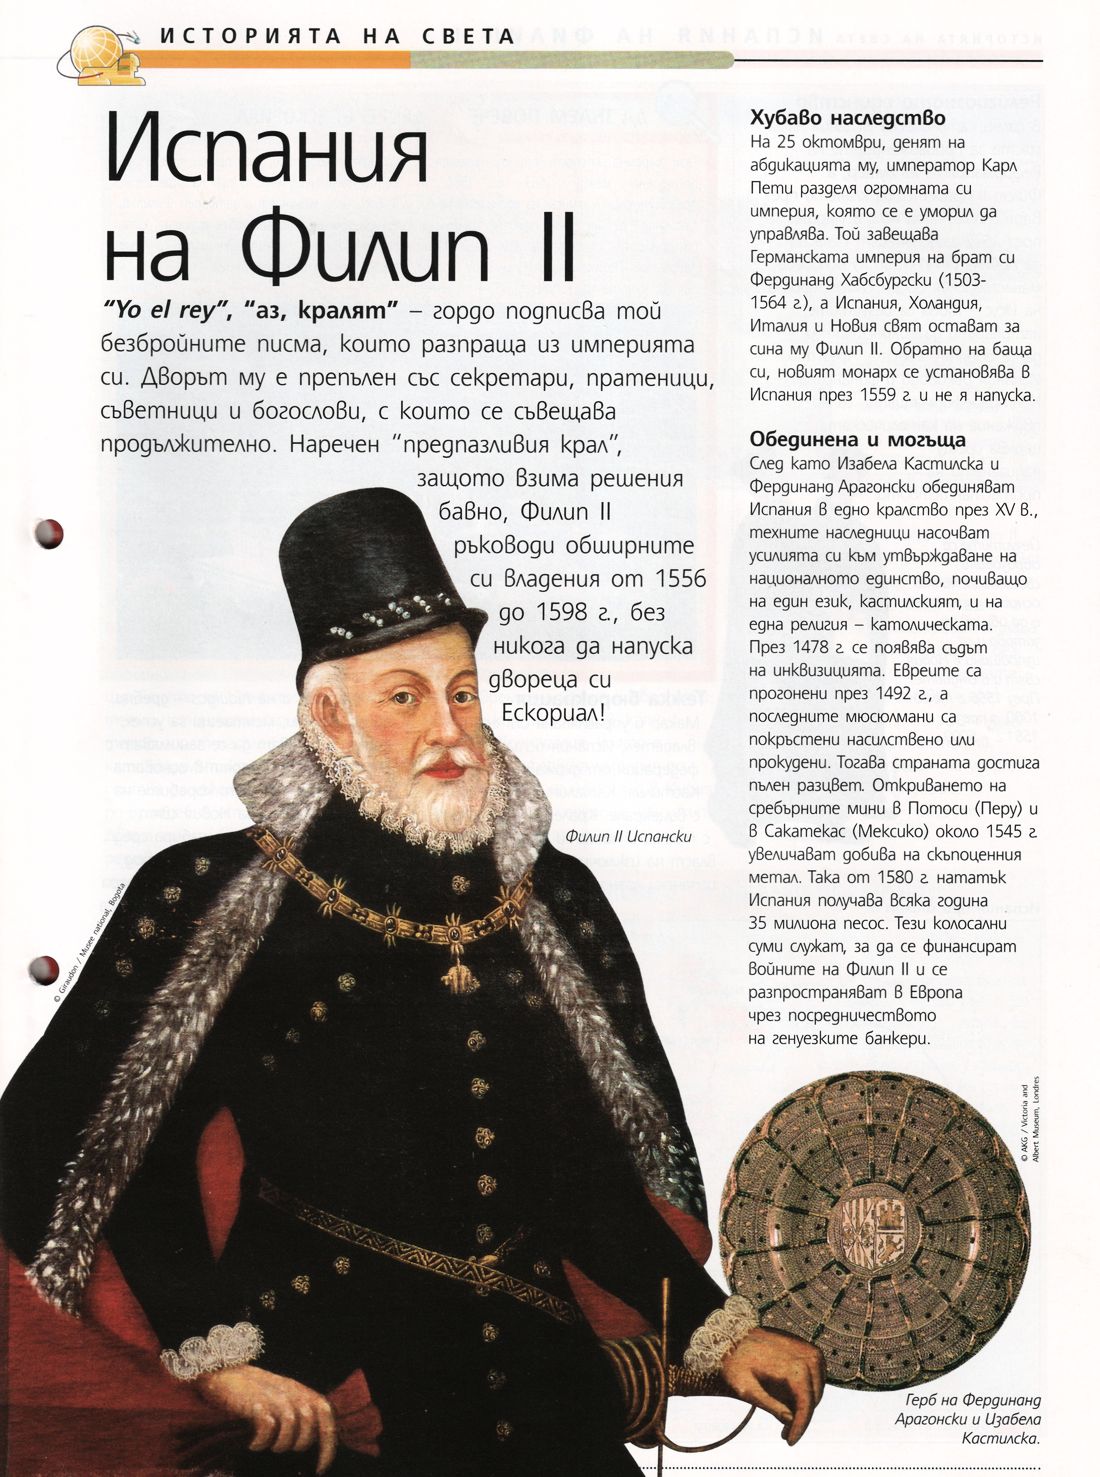 ИСТОРИЯТА НА СВЕТА
Испания
на Филип II
“Yo el rey”, “аз, кралят” – гордо подписва той
безбройните писма, които разпраща из империята
си. Дворът му е препълен със секретари, пратеници,
съветници и богослови, с които се съвещава
продължително. Наречен “предпазливия крал”,
защото взима решения
бавно, Филип II
ръководи обширните
си владения от 1556
до 1598 г., без
никога да напуска
двореца си
Ескориал!
Филип II Испански
© Giraudon / Musee national, Bogota
Хубаво наследство
На 25 октомври, денят на
абдикацията му, император Карл
Пети разделя огромната си
империя, която се е уморил да
управлява. Той завещава
Германската империя на брат си
Фердинанд Хабсбургски (1503-
1564 г.), а Испания, Холандия,
Италия и Новия свят остават за
сина му Филип II. Обратно на баща
си, новият монарх се установява в
Испания през 1559 г. и не я напуска.
Обединена и могъща
След като Изабела Кастилска и
Фердинанд Арагонски обединяват
Испания в едно кралство през XV в.,
техните наследници насочват
усилията си към утвърждаване на
националното единство, почиващо
на един език, кастилският, и на
една религия – католическата.
През 1478 г. се появява съдът
на инквизицията. Евреите са
прогонени през 1492 г., а
последните мюсюлмани са
покръстени насилствено или
прокудени. Тогава страната достига
пълен разцвет. Откриването на
сребърните мини в Потоси (Перу) и
в Сакатекас (Мексико) около 1545 г.
увеличават добива на скъпоценния
метал. Така от 1580 г. нататък
Испания получава всяка година
35 милиона песос. Тези колосални
суми служат, за да се финансират
войните на Филип II и се
разпространяват в Европа
чрез посредничеството
на генуезките банкери.
© AKG / Victoria and
Albert Museum, Londres
Герб на Фердинанд
Арагонски и Изабела
Кастилска.